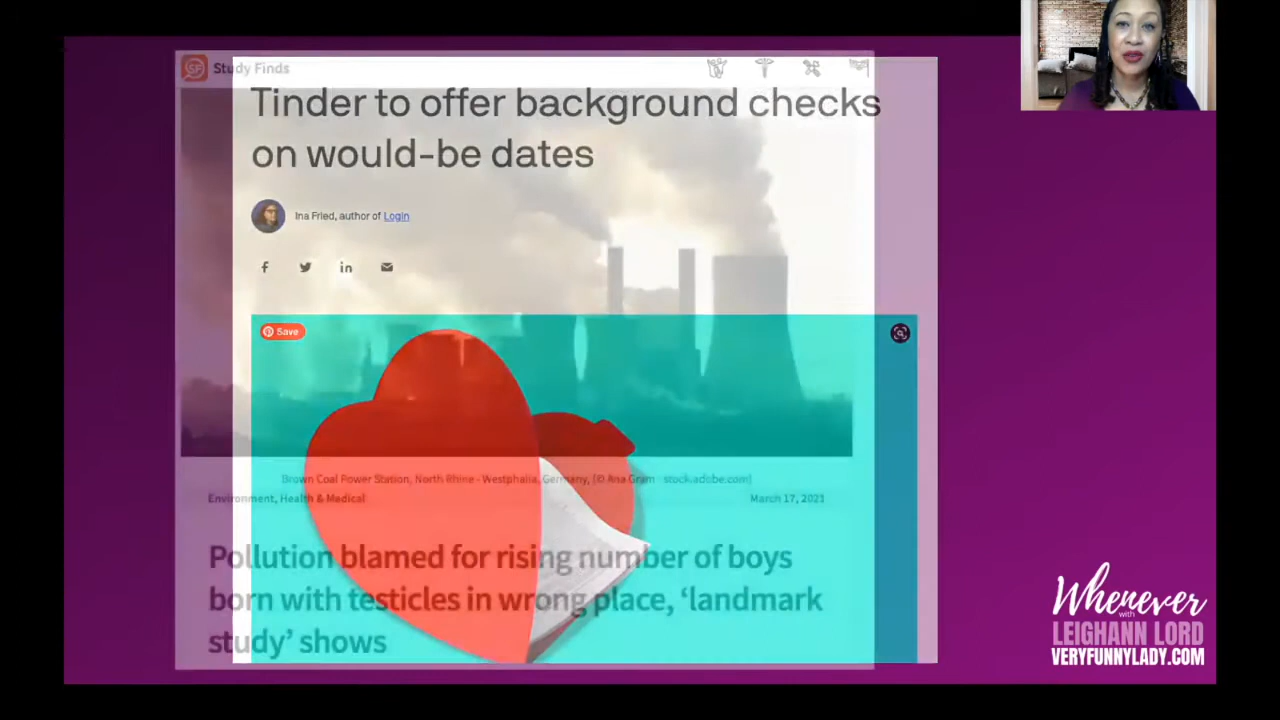 Study Finds
Tinder to offer background checks
on would-be dates
Ina Fried, author of Login
Save
Brown Coal Power Station, North Rhine - Westphalia, Germany, (© Ana Gram - stock.adobe.com)
Environment, Health & Medical
March 17, 2021
Pollution blamed for rising number of boys
born with testicles in wrong place, ‘landmark
study’ shows
Whenever
with
LEIGHANN LORD
VERYFUNNYLADY.COM